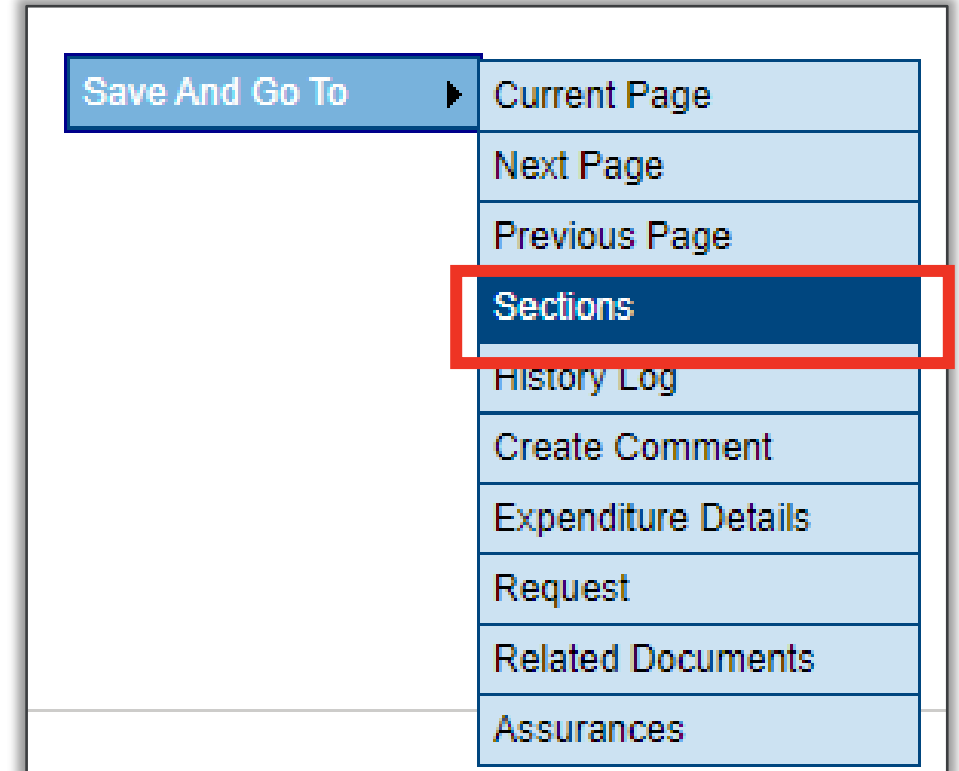 Save And Go To
Current Page
Next Page
Previous Page
Sections
History Log
Create Comment
Expenditure Details
Request
Related Documents
Assurances